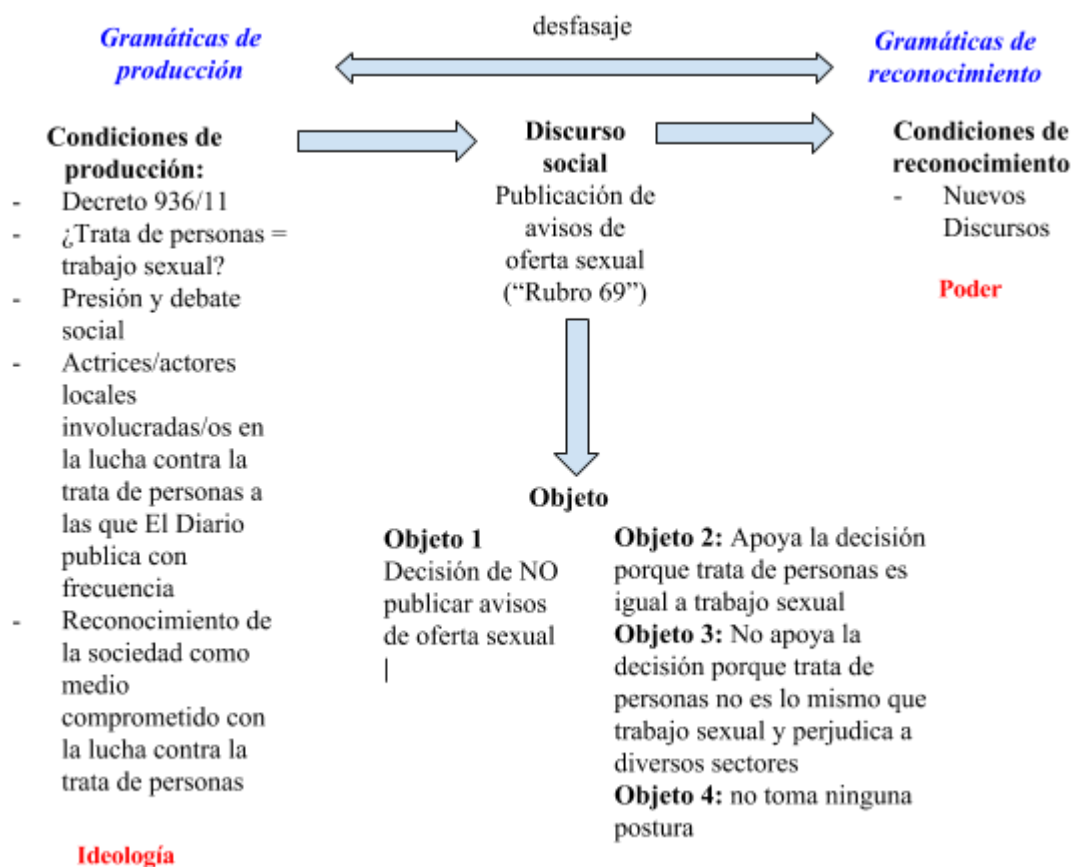 Gramáticas de
producción
desfasaje
Gramáticas de
reconocimiento
Condiciones de
producción:
- Decreto 936/11
- ¿Trata de personas =
trabajo sexual?
- Presión y debate
social
- Actrices/actores
locales
involucradas/os en
la lucha contra la
trata de personas a
las que El Diario
publica con
frecuencia
- Reconocimiento de
la sociedad como
medio
comprometido con
la lucha contra la
trata de personas
Ideología
Discurso
social
Publicación de
avisos de
oferta sexual
(“Rubro 69”)
Condiciones de
reconocimiento
- Nuevos
Discursos
Poder
Objeto
Objeto 1
Decisión de NO
publicar avisos
de oferta sexual
Objeto 2: Apoya la decisión
porque trata de personas es
igual a trabajo sexual
Objeto 3: No apoya la
decisión porque trata de
personas no es lo mismo que
trabajo sexual y perjudica a
diversos sectores
Objeto 4: no toma ninguna
postura